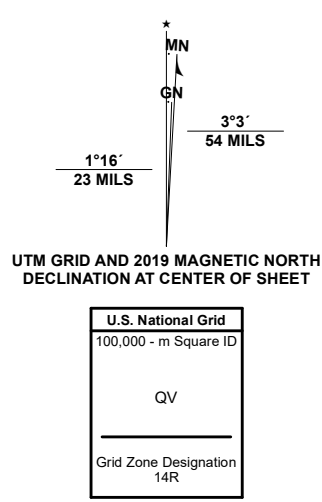 ★
MN
GN
3°3´
54 MILS
1°16´
23 MILS
UTM GRID AND 2019 MAGNETIC NORTH
DECLINATION AT CENTER OF SHEET
U.S. National Grid
100,000 - m Square ID
QV
Grid Zone Designation
14R